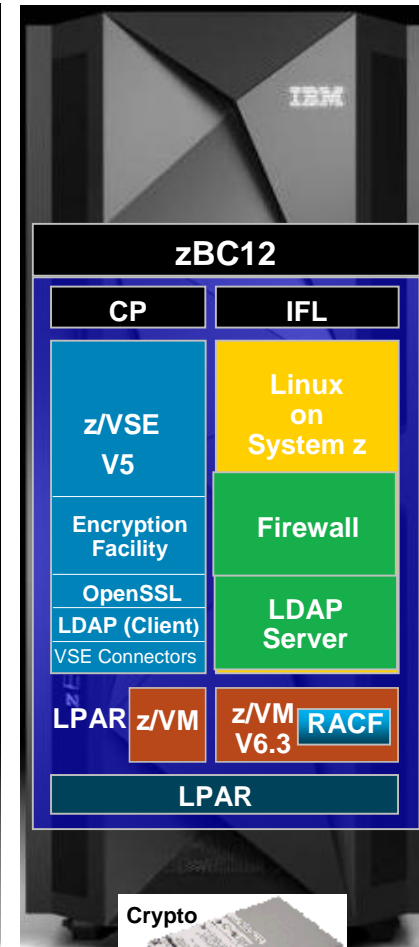 IBM
zBC12
CP
IFL
z/VSE
V5
Encryption
Facility
OpenSSL
LDAP (Client)
VSE Connectors
Linux
on
System z
Firewall
LDAP
Server
LPAR
z/VM
z/VM
V6.3
RACF
LPAR
Crypto